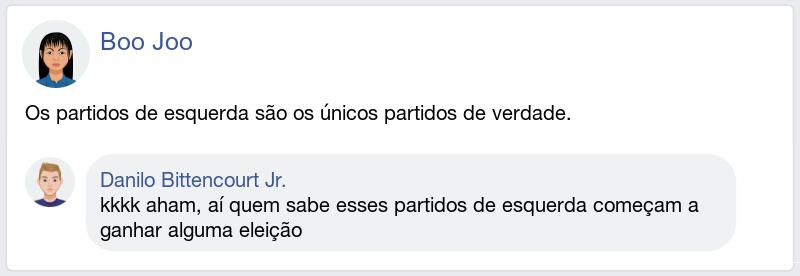 Boo Joo
Os partidos de esquerda são os únicos partidos de verdade.
Danilo Bittencourt Jr.
kkkk aham, aí quem sabe esses partidos de esquerda começam a
ganhar alguma eleição